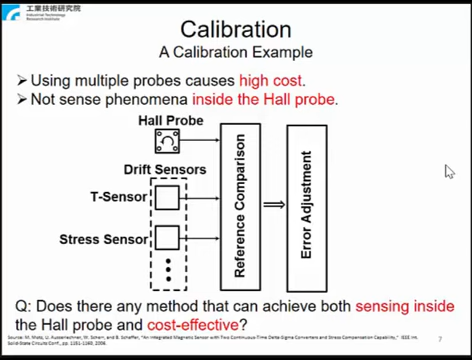 工業技術研究院
Industrial Technology
Research Institute
Calibration
A Calibration Example
➢ Using multiple probes causes high cost.
➢ Not sense phenomena inside the Hall probe.
Hall Probe
Drift Sensors
T-Sensor
Stress Sensor
Reference Comparison
Error Adjustment
Q: Does there any method that can achieve both sensing inside
the Hall probe and cost-effective?
Source: M. Motz, U. Ausserlechner, W. Scherr, and B. Schaffer, "An Integrated Magnetic Sensor with Two Continuous-Time Delta-Sigma Converters and Stress Compensation Capability," IEEE Int.
Solid-State Circuits Conf., pp. 1151-1160, 2006.
7